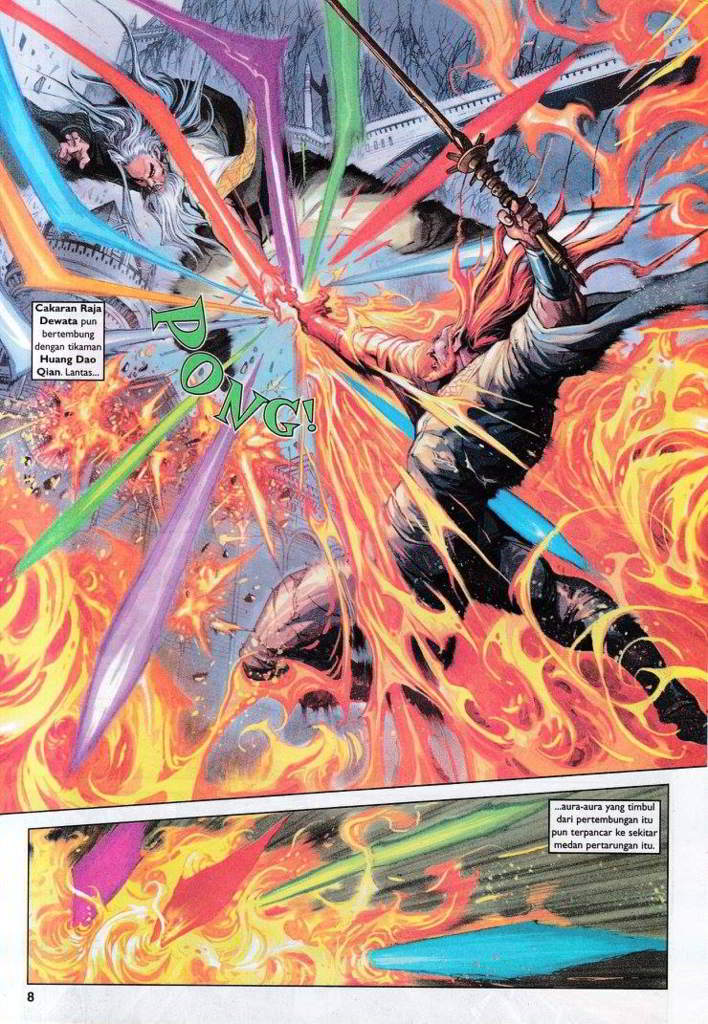 Cakaran Raja
Dewata pun
bertembung
dengan tikaman
Huang Dao
Qian. Lantas...
PONG!
...aura-aura yang timbul
dari pertembungan itu
pun terpancar ke sekitar
medan pertarungan itu.
8